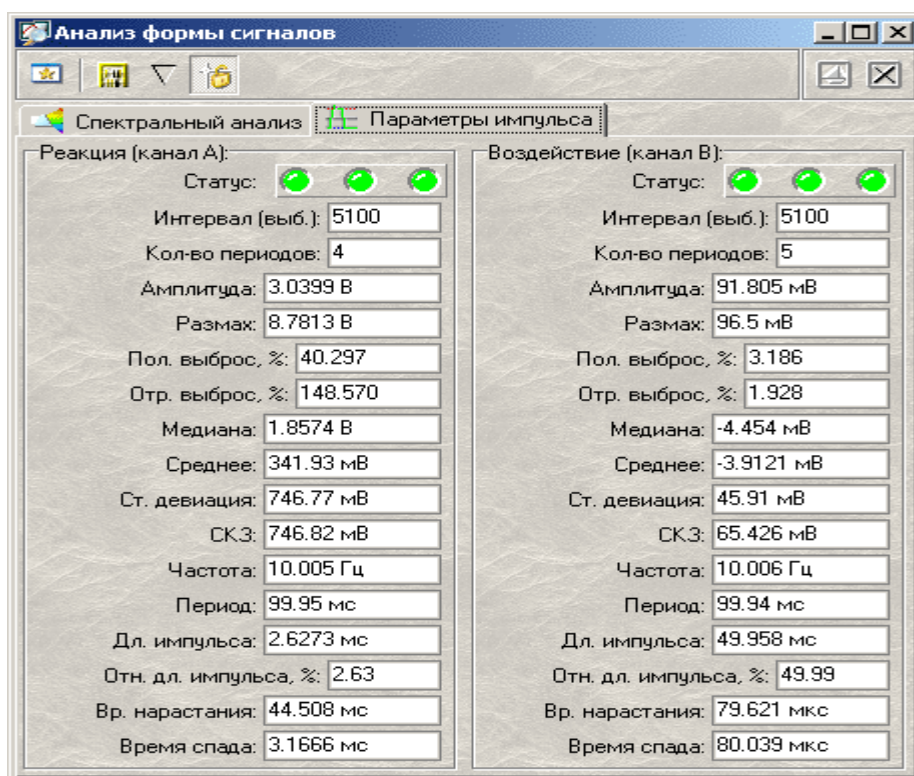 Анализ формы сигналов
Спектральный анализ
Параметры импульса
Реакция (канал A):
Статус:
Интервал (выб.): 5100
Кол-во периодов: 4
Амплитуда: 3.0399 В
Размах: 8.7813 В
Пол. выброс, %: 40.297
Отр. выброс, %: 148.570
Медиана: 1.8574 В
Среднее: 341.93 мВ
Ст. девиация: 746.77 мВ
СКЗ: 746.82 мВ
Частота: 10.005 Гц
Период: 99.95 мс
Дл. импульса: 2.6273 мс
Отн. дл. импульса, %: 2.63
Вр. нарастания: 44.508 мс
Время спада: 3.1666 мс
Воздействие (канал B):
Статус:
Интервал (выб.): 5100
Кол-во периодов: 5
Амплитуда: 91.805 мВ
Размах: 96.5 мВ
Пол. выброс, %: 3.186
Отр. выброс, %: 1.928
Медиана: -4.454 мВ
Среднее: -3.9121 мВ
Ст. девиация: 45.91 мВ
СКЗ: 65.426 мВ
Частота: 10.006 Гц
Период: 99.94 мс
Дл. импульса: 49.958 мс
Отн. дл. импульса, %: 49.99
Вр. нарастания: 79.621 мкс
Время спада: 80.039 мкс